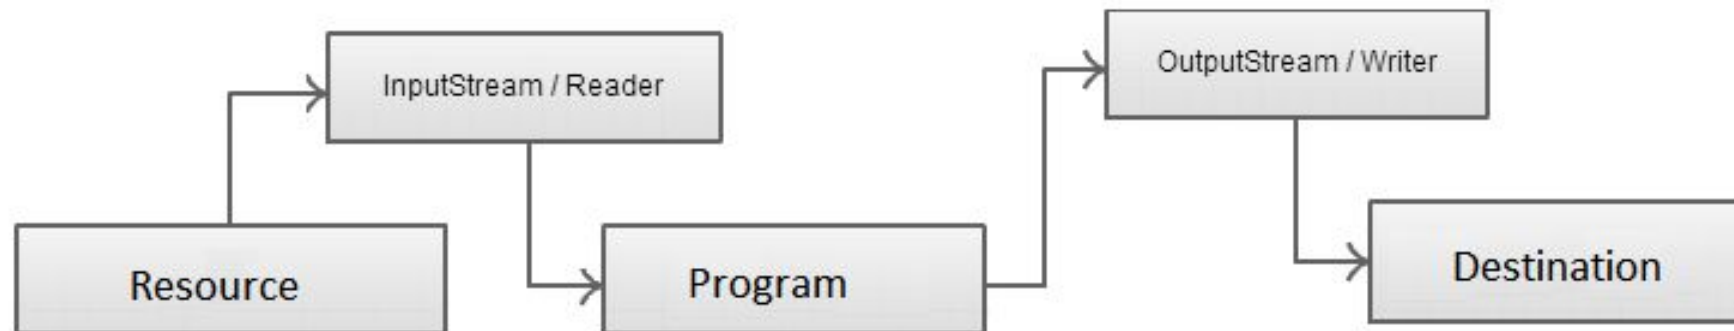 Resource
InputStream / Reader
Program
OutputStream / Writer
Destination